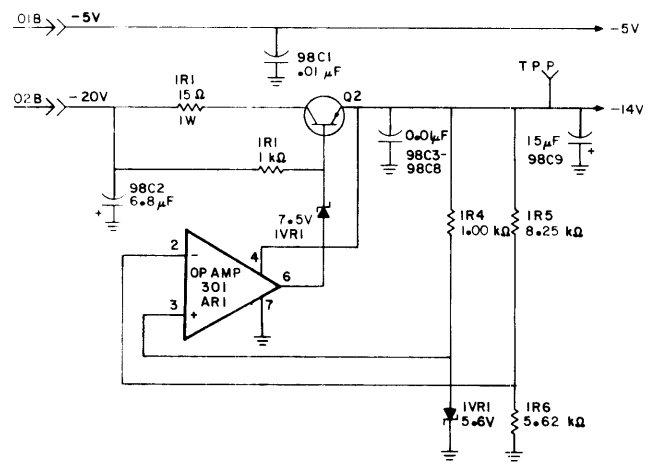 01B -5V -5V
98C1
.01 µF
T P P
02B -20V 1R1 Q2 -14V
15 Ω
1W
0.01µF
98C3-
98C8
15µF
98C9 +
1R1
1 kΩ
98C2
+ 6.8µF
7.5V
1VR1
1R4
1.00 kΩ
1R5
8.25 kΩ
2 − 4
OP AMP 6
301
AR1
3 + 7
1VR1
5.6V
1R6
5.62 kΩ